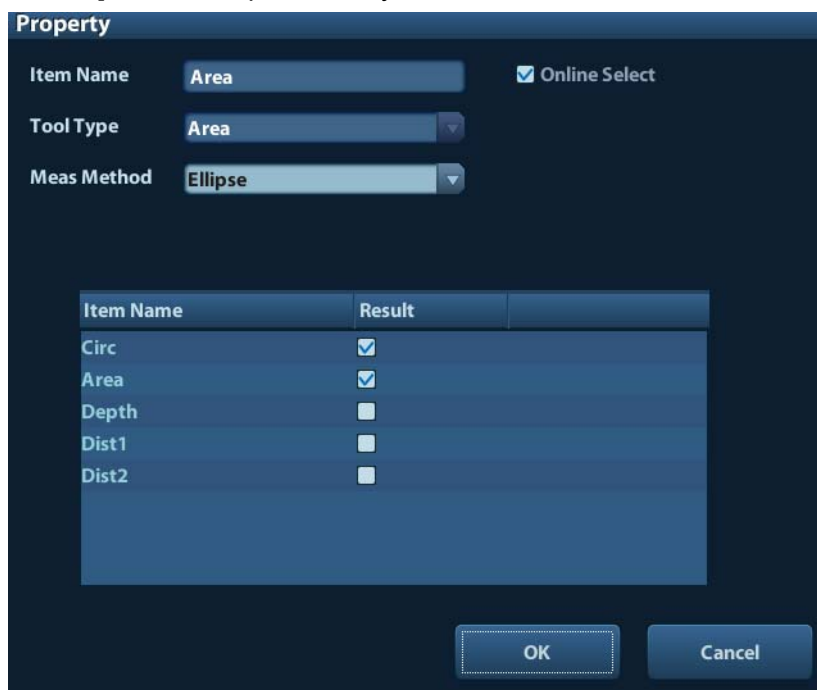 Property
Item Name Area Online Select
Tool Type Area
Meas Method Ellipse
Item Name Result
Circ
Area
Depth
Dist1
Dist2
OK Cancel